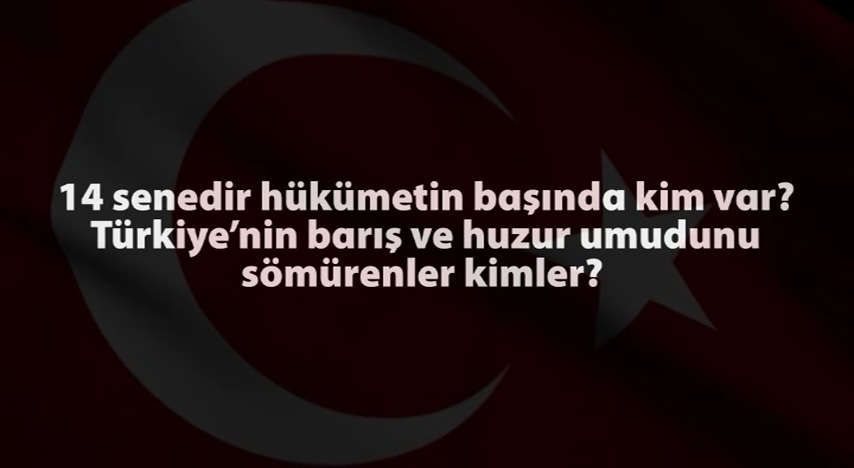 14 senedir hükümetin başında kim var?
Türkiye’nin barış ve huzur umudunu
sömürenler kimler?